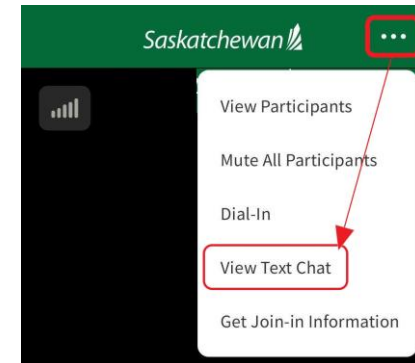 Saskatchewan
View Participants
Mute All Participants
Dial-In
View Text Chat
Get Join-in Information